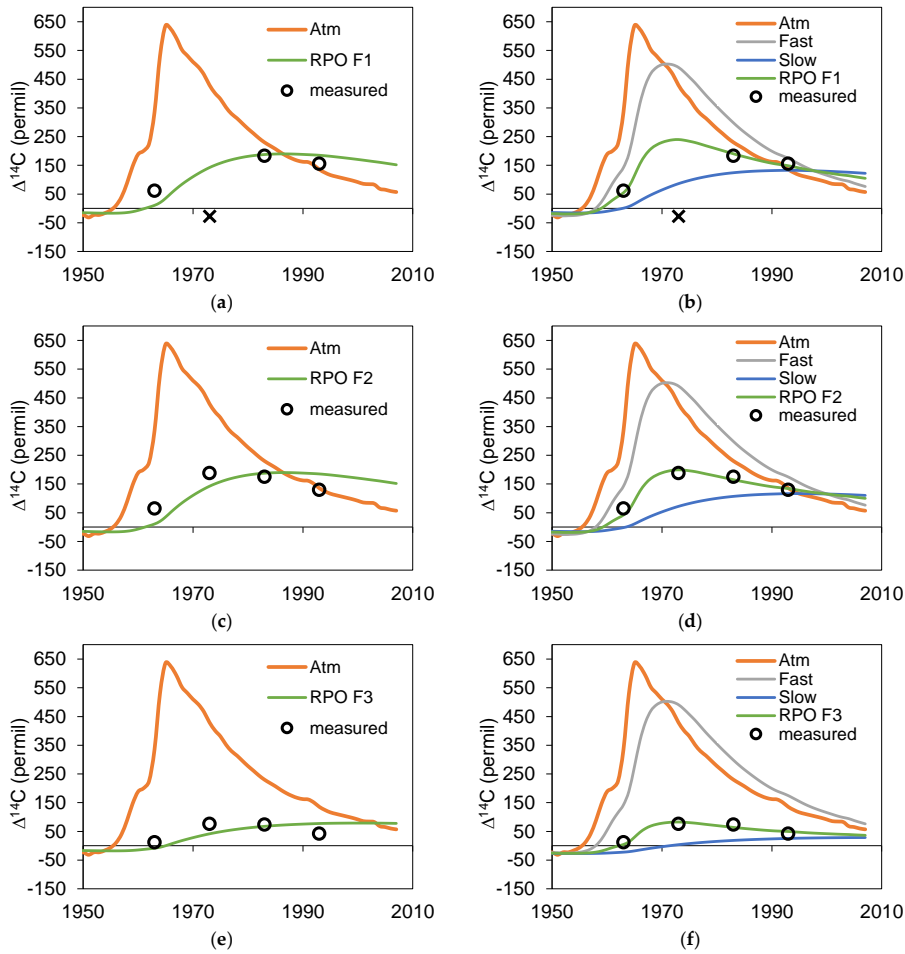 Δ¹⁴C (permil)
650
550
450
350
250
150
50
-50
-150
1950
1970
1990
2010
Atm
RPO F1
measured
(a)
Δ¹⁴C (permil)
650
550
450
350
250
150
50
-50
-150
1950
1970
1990
2010
Atm
Fast
Slow
RPO F1
measured
(b)
Δ¹⁴C (permil)
650
550
450
350
250
150
50
-50
-150
1950
1970
1990
2010
Atm
RPO F2
measured
(c)
Δ¹⁴C (permil)
650
550
450
350
250
150
50
-50
-150
1950
1970
1990
2010
Atm
Fast
Slow
RPO F2
measured
(d)
Δ¹⁴C (permil)
650
550
450
350
250
150
50
-50
-150
1950
1970
1990
2010
Atm
RPO F3
measured
(e)
Δ¹⁴C (permil)
650
550
450
350
250
150
50
-50
-150
1950
1970
1990
2010
Atm
Fast
Slow
RPO F3
measured
(f)